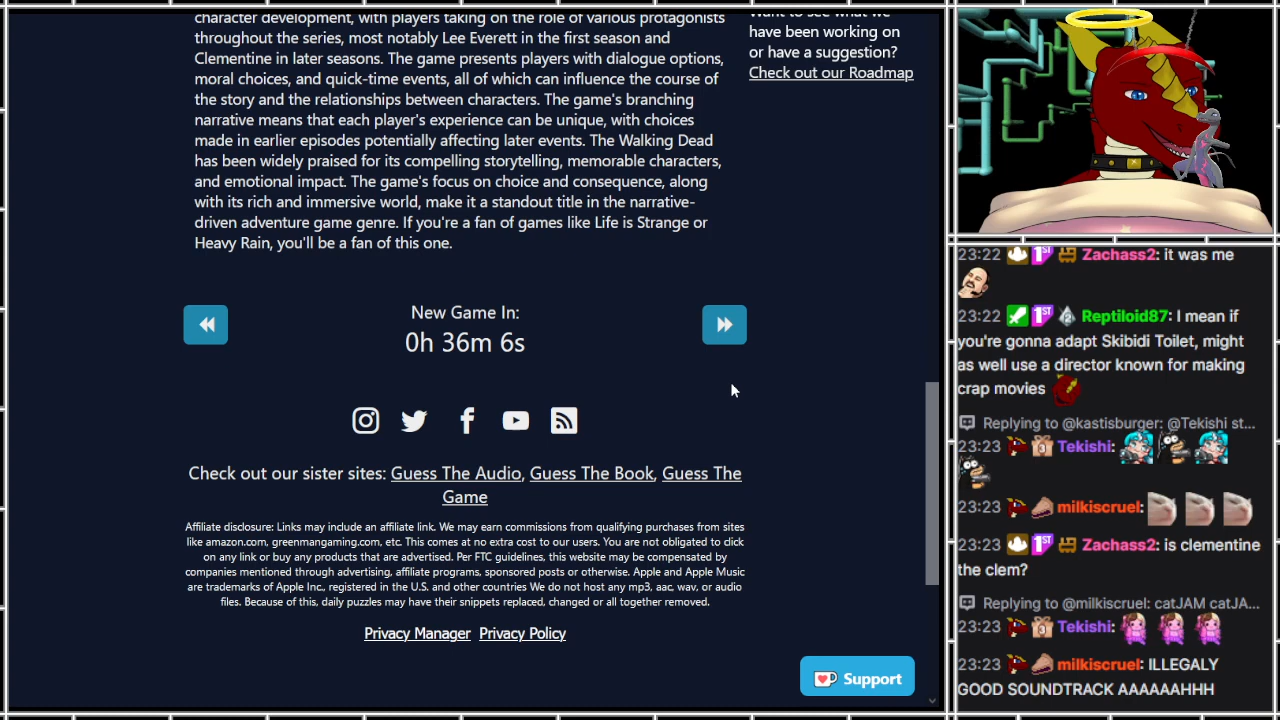 character development, with players taking on the role of various protagonists
throughout the series, most notably Lee Everett in the first season and
Clementine in later seasons. The game presents players with dialogue options,
moral choices, and quick-time events, all of which can influence the course of
the story and the relationships between characters. The game's branching
narrative means that each player's experience can be unique, with choices
made in earlier episodes potentially affecting later events. The Walking Dead
has been widely praised for its compelling storytelling, memorable characters,
and emotional impact. The game's focus on choice and consequence, along
with its rich and immersive world, make it a standout title in the narrative-
driven adventure game genre. If you're a fan of games like Life is Strange or
Heavy Rain, you'll be a fan of this one.
Want to see what we
have been working on
or have a suggestion?
Check out our Roadmap
New Game In:
0h 36m 6s
Check out our sister sites: Guess The Audio, Guess The Book, Guess The
Game
Affiliate disclosure: Links may include an affiliate link. We may earn commissions from qualifying purchases from sites
like amazon.com, greenmangaming.com, etc. This comes at no extra cost to our users. You are not obligated to click
on any link or buy any products that are advertised. Per FTC guidelines, this website may be compensated by
companies mentioned through advertising, affiliate programs, sponsored posts or otherwise. Apple and Apple Music
are trademarks of Apple Inc., registered in the U.S. and other countries We do not host any mp3, aac, wav, or audio
files. Because of this, daily puzzles may have their snippets replaced, changed or all together removed.
Privacy Manager Privacy Policy
Support
23:22 Zachass2: it was me
23:22 Reptiloid87: I mean if
you're gonna adapt Skibidi Toilet, might
as well use a director known for making
crap movies
Replying to @kastisburger: @Tekishi st...
23:23 Tekishi:
23:23 milkiscruel:
23:23 Zachass2: is clementine
the clem?
Replying to @milkiscruel: catJAM catJA...
23:23 Tekishi:
23:23 milkiscruel: ILLEGALY
GOOD SOUNDTRACK AAAAAAHHH